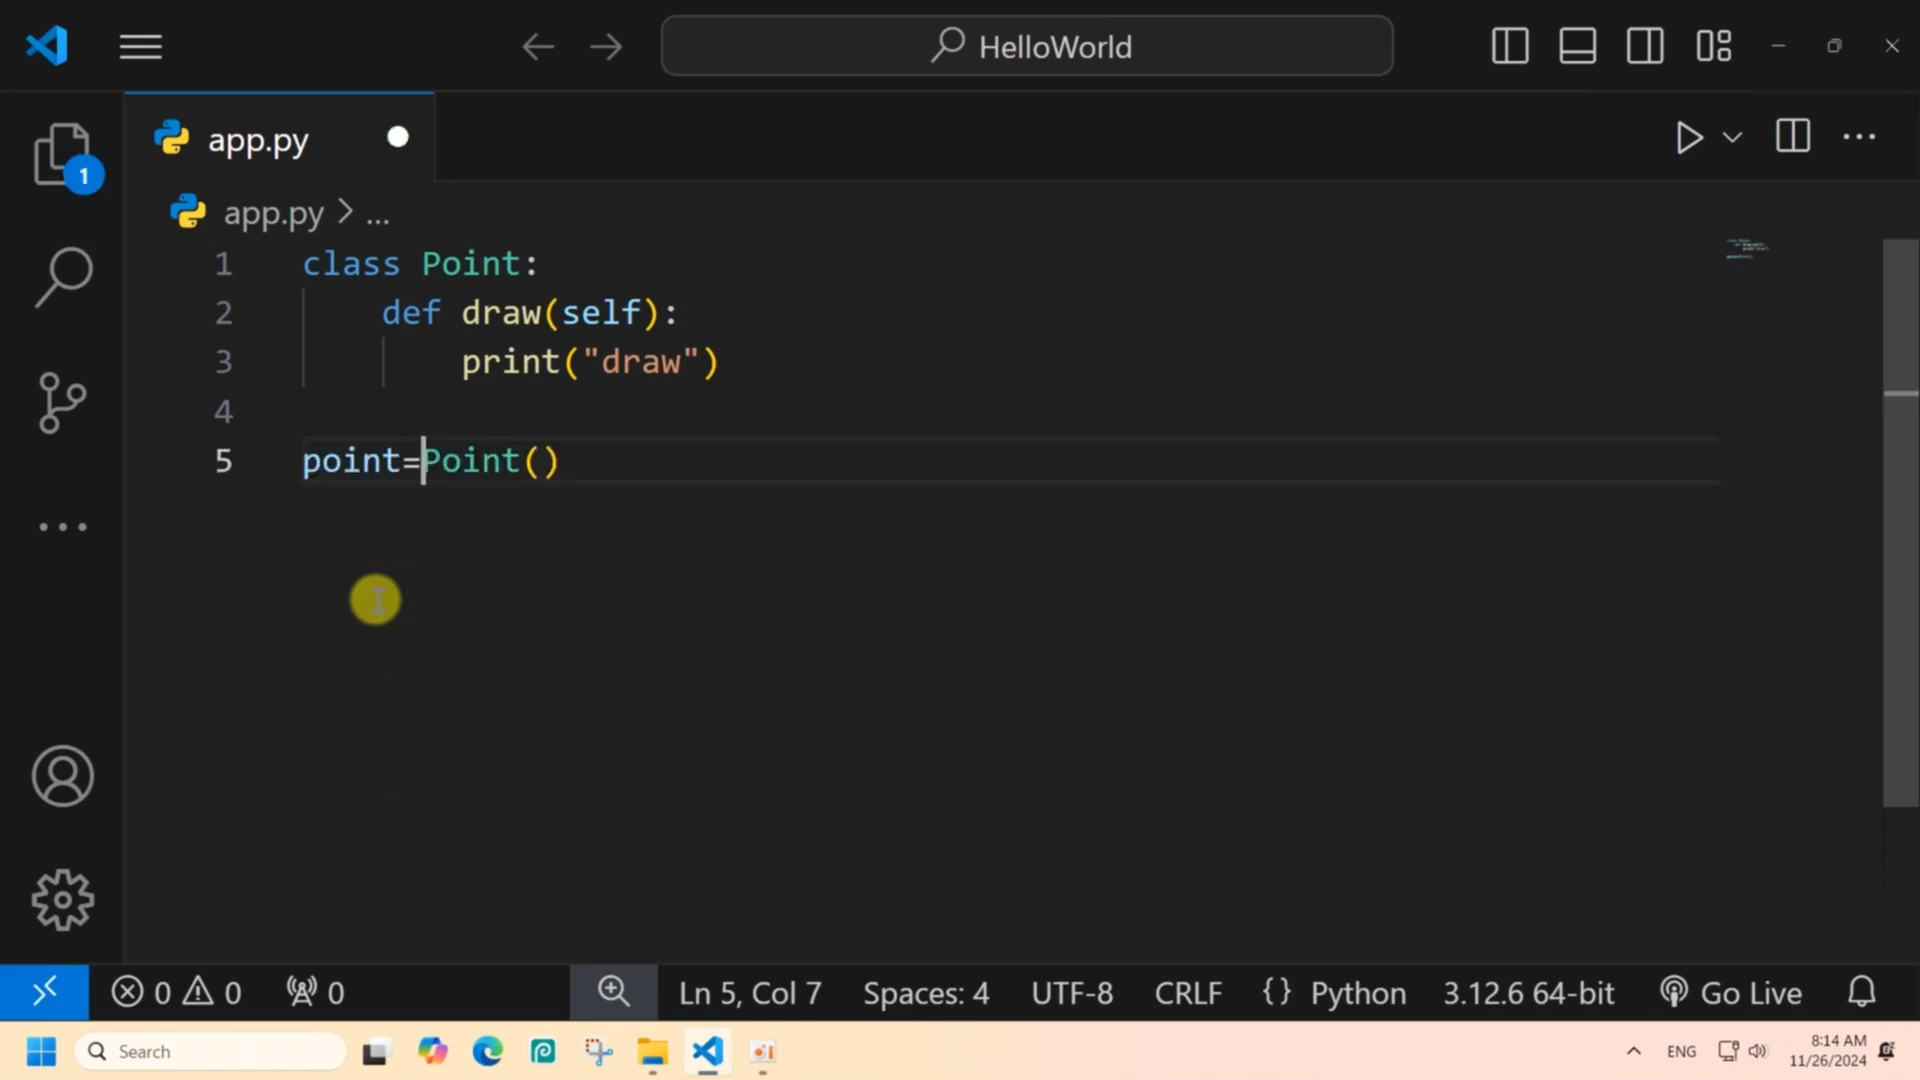 HelloWorld
app.py
1
app.py > ...
1 class Point:
2     def draw(self):
3         print("draw")
4
5 point=Point()
0 0 0 Ln 5, Col 7 Spaces: 4 UTF-8 CRLF {} Python 3.12.6 64-bit Go Live
Search ENG 8:14 AM
11/26/2024